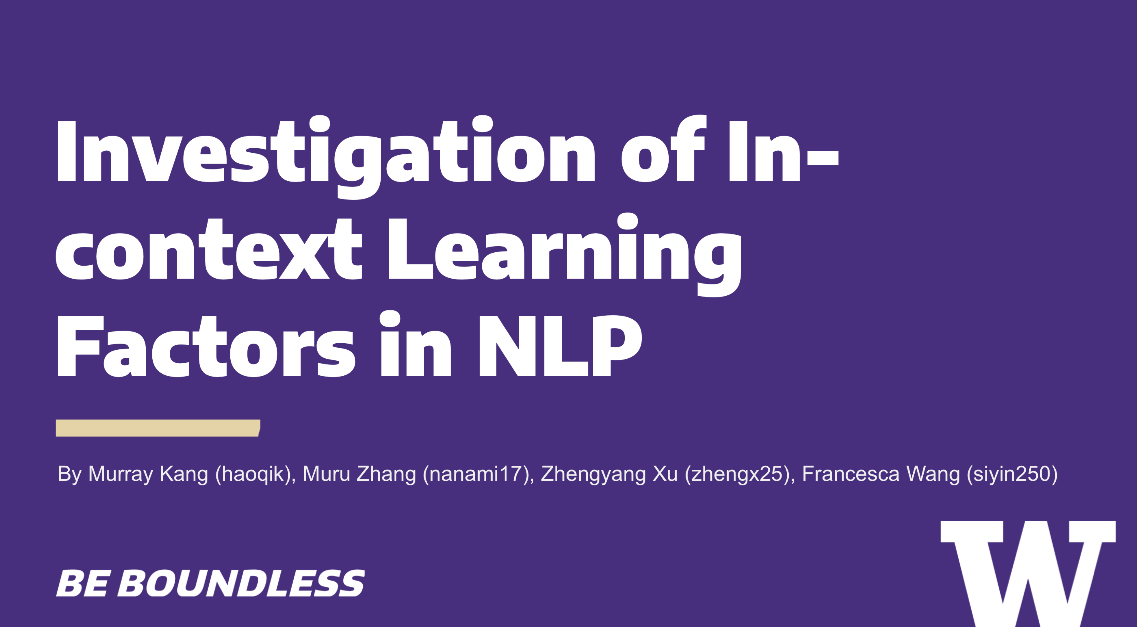 Investigation of In-
context Learning
Factors in NLP
By Murray Kang (haoqik), Muru Zhang (nanami17), Zhengyang Xu (zhengx25), Francesca Wang (siyin250)
BE BOUNDLESS
W